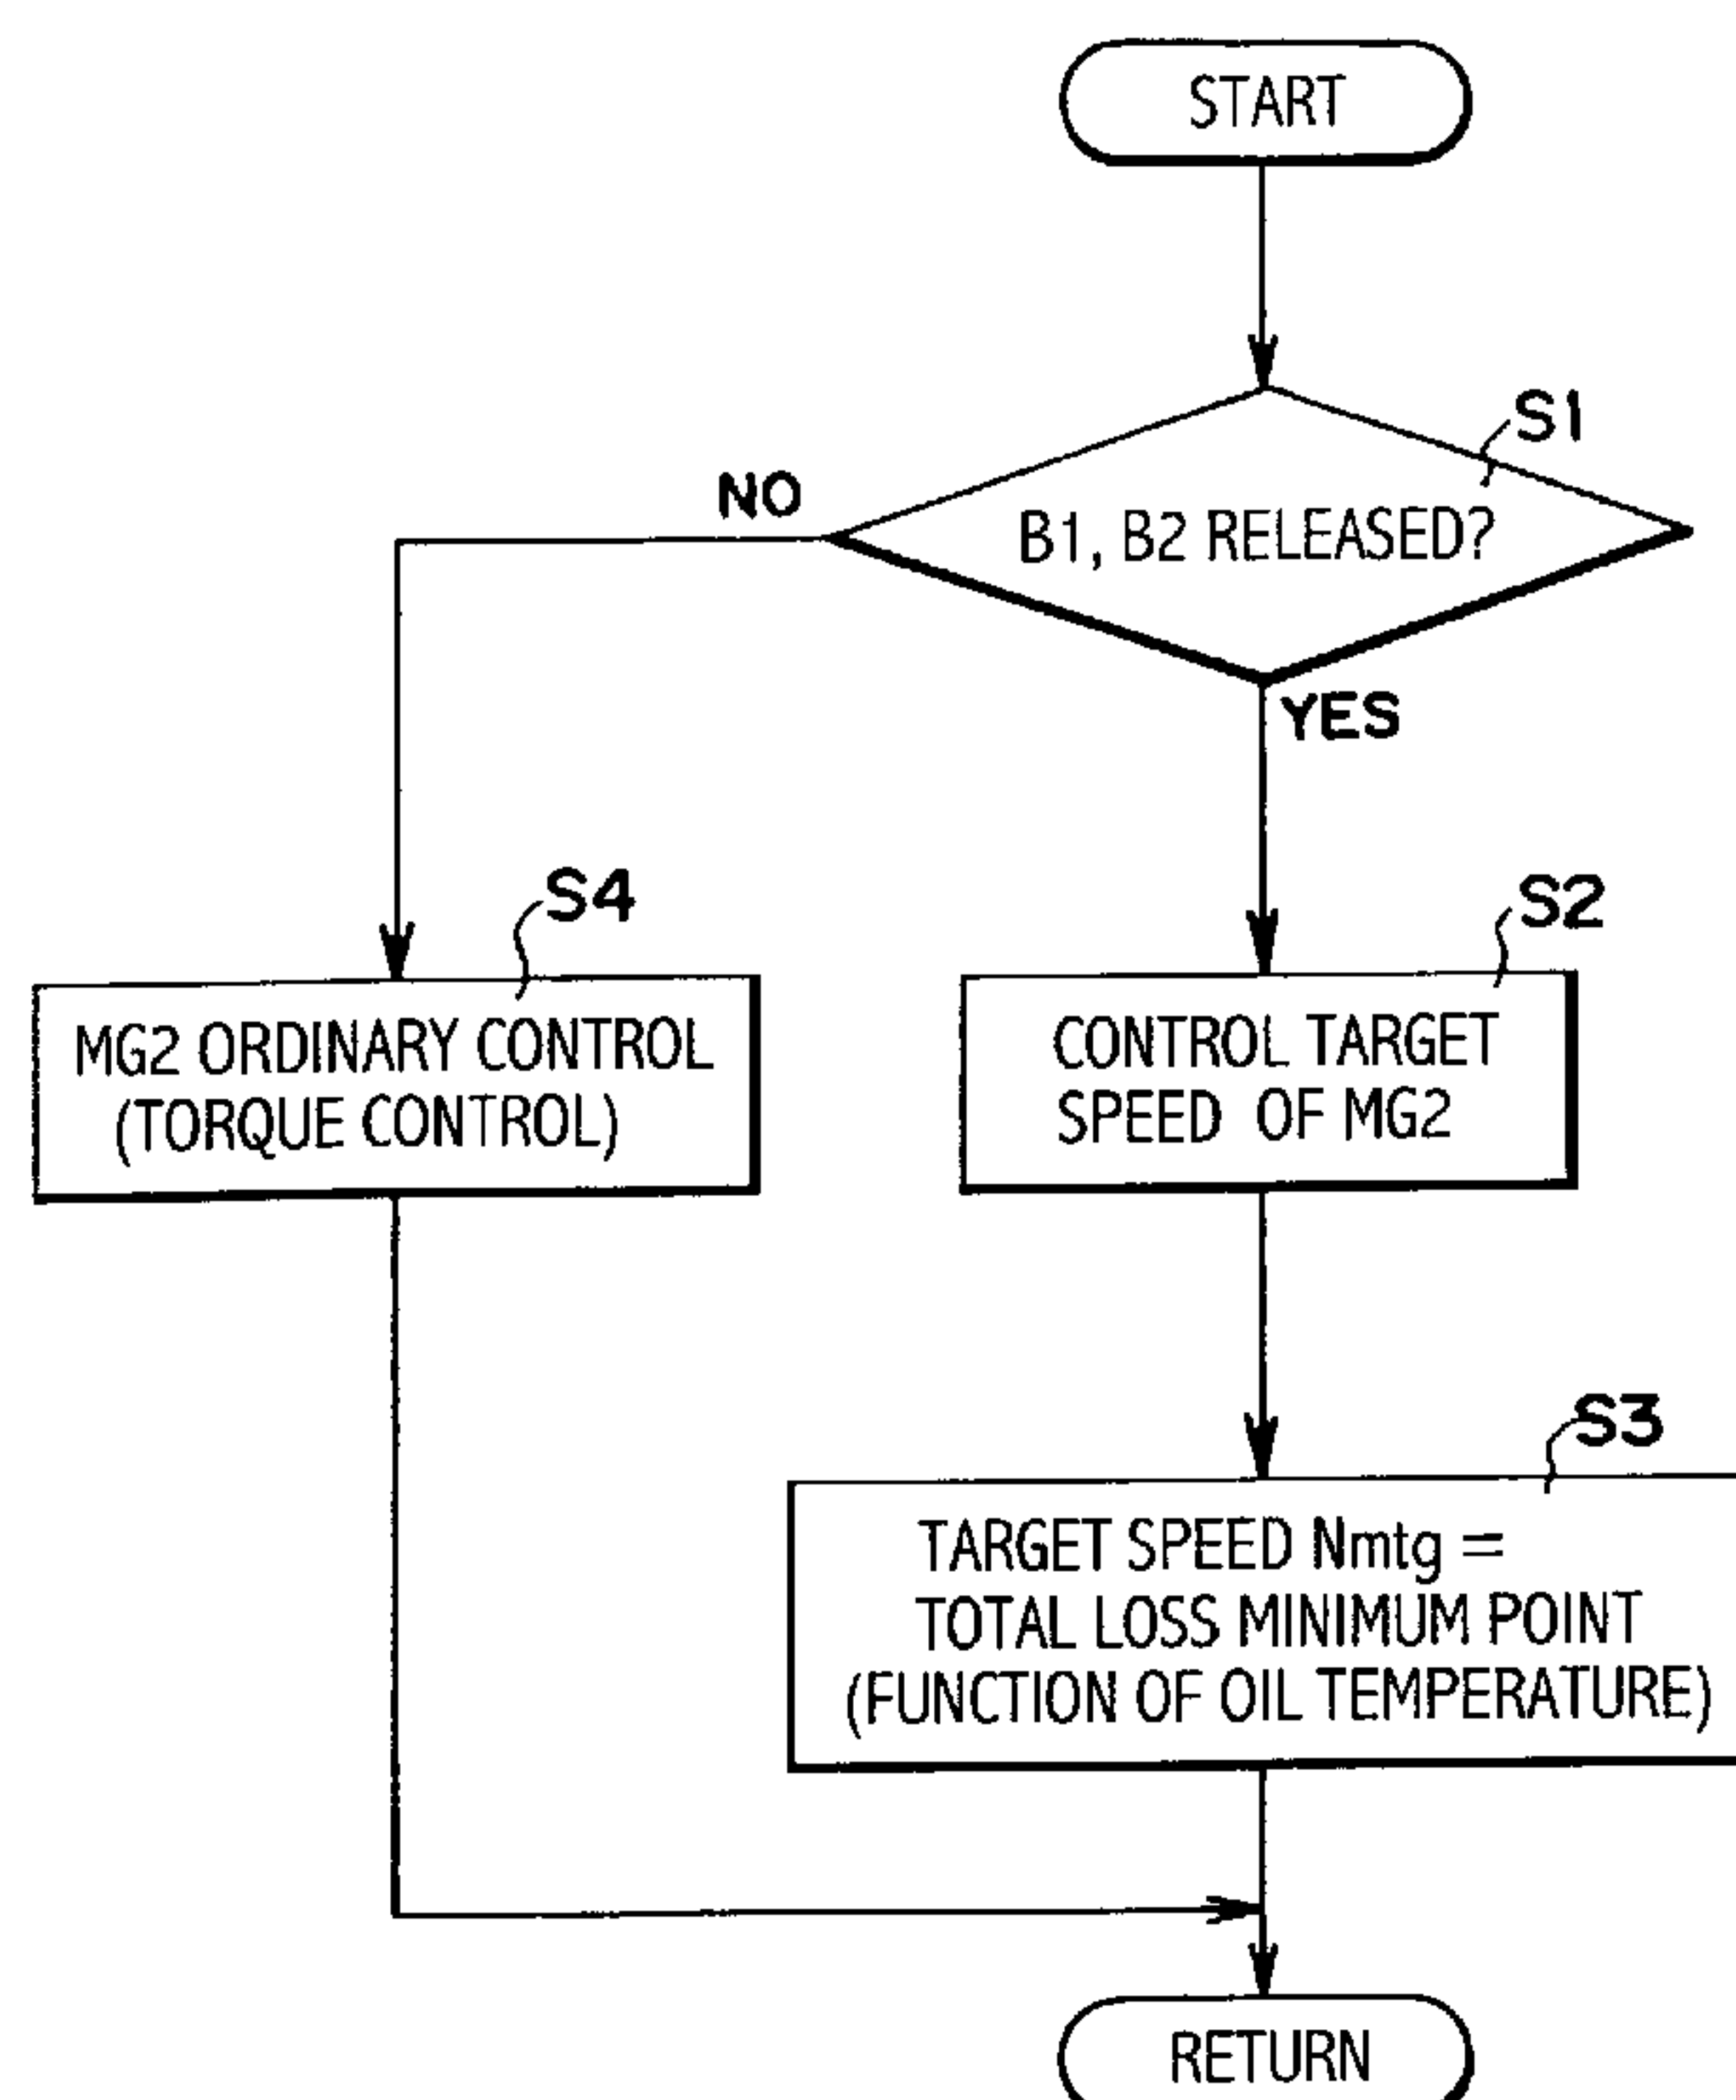 START
S1
NO
B1, B2 RELEASED?
YES
S4
S2
MG2 ORDINARY CONTROL
(TORQUE CONTROL)
CONTROL TARGET
SPEED OF MG2
S3
TARGET SPEED Nmtg =
TOTAL LOSS MINIMUM POINT
(FUNCTION OF OIL TEMPERATURE)
RETURN